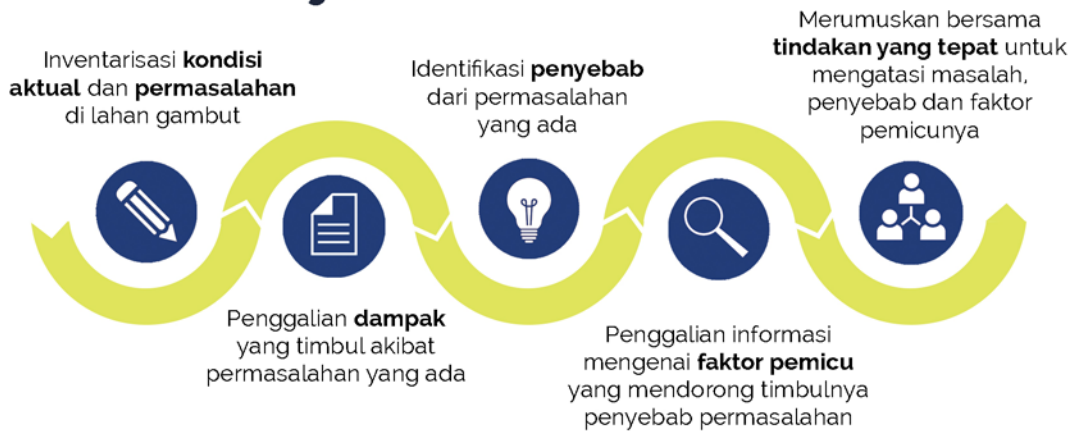 Inventarisasi kondisi
aktual dan permasalahan
di lahan gambut
Penggalian dampak
yang timbul akibat
permasalahan yang ada
Identifikasi penyebab
dari permasalahan
yang ada
Penggalian informasi
mengenai faktor pemicu
yang mendorong timbulnya
penyebab permasalahan
Merumuskan bersama
tindakan yang tepat untuk
mengatasi masalah,
penyebab dan faktor
pemicunya